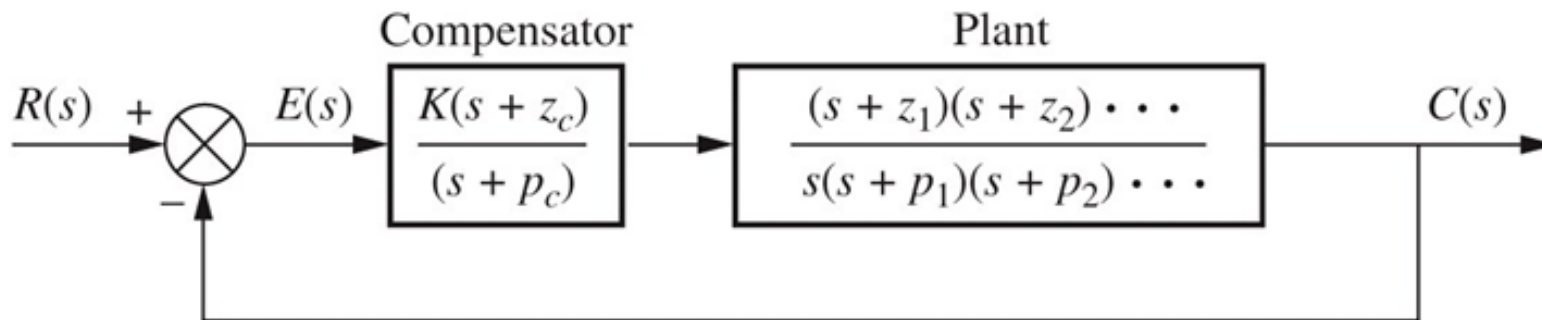 Compensator
Plant
R(s)
+
−
E(s)
K(s + z_c)
(s + p_c)
(s + z_1)(s + z_2) · · ·
s(s + p_1)(s + p_2) · · ·
C(s)